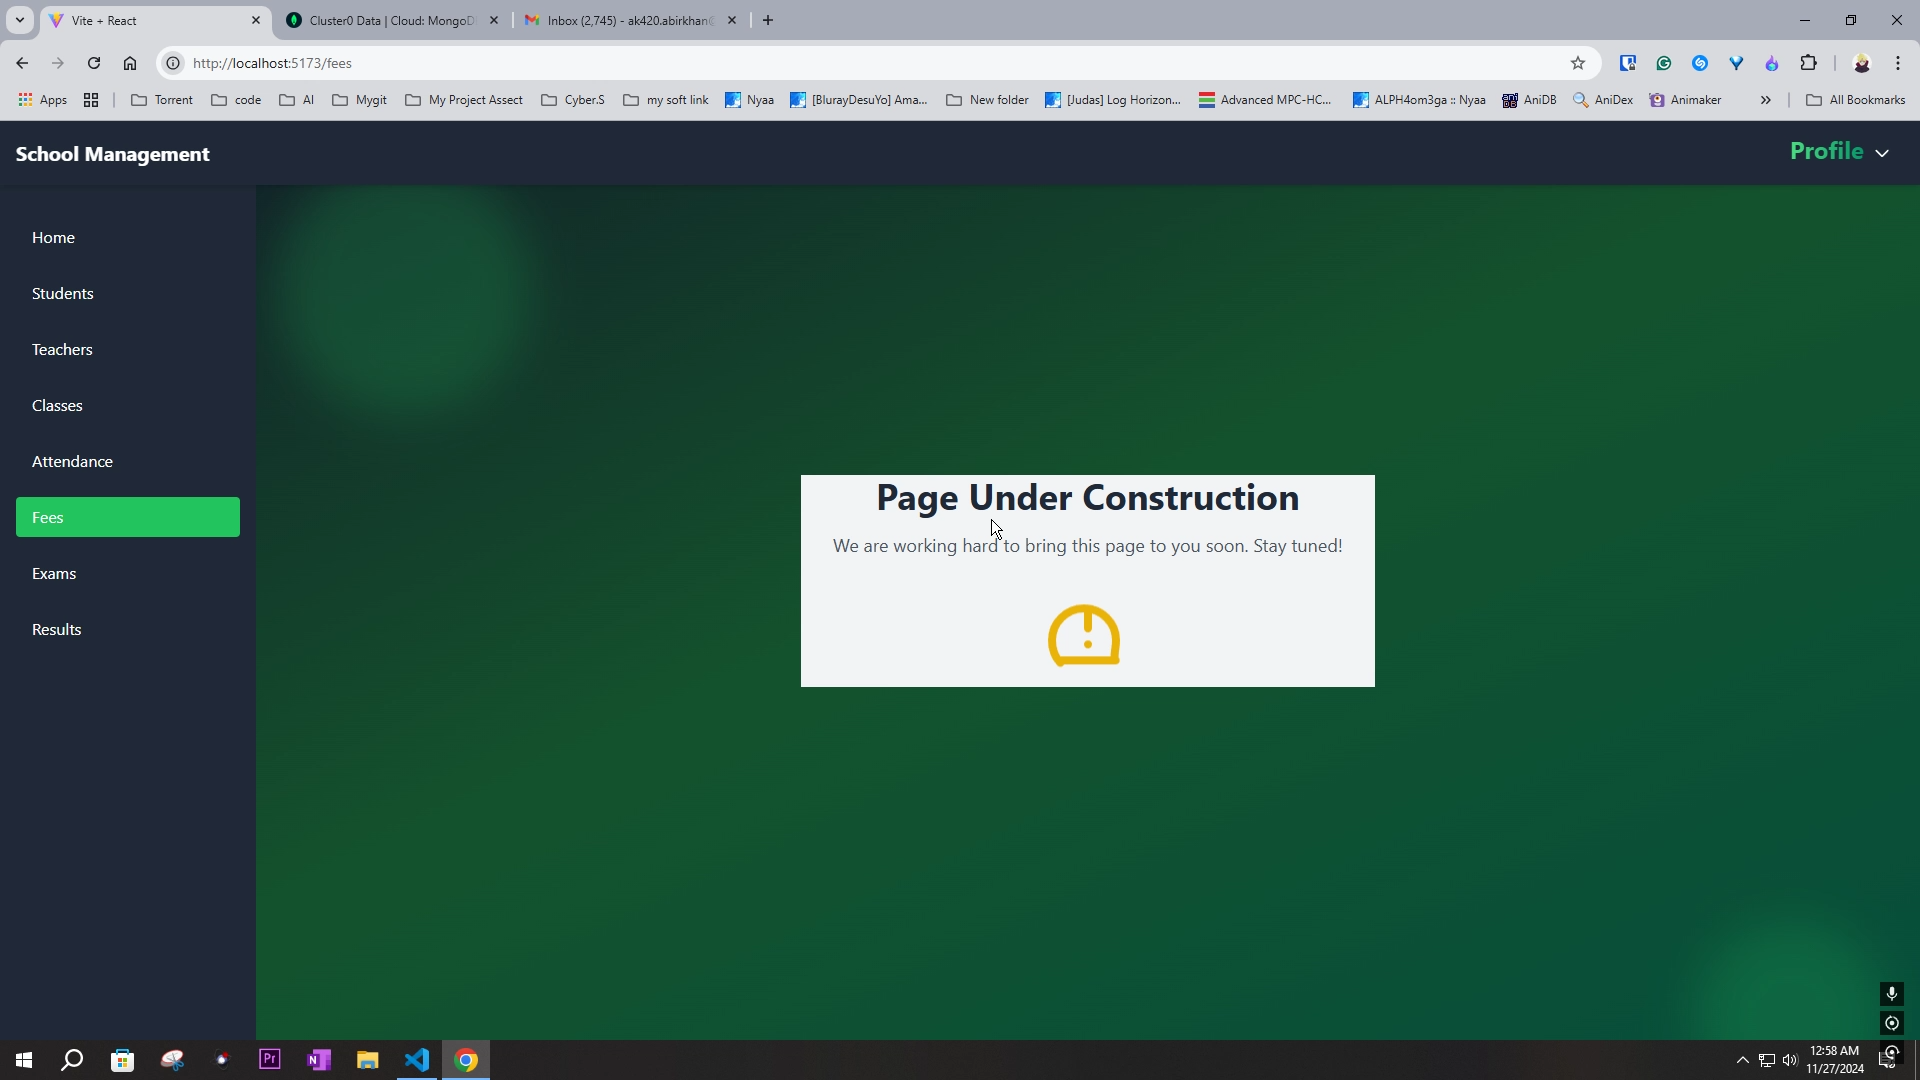 Vite + React
Cluster0 Data | Cloud: MongoD
Inbox (2,745) - ak420.abirkhan@
http://localhost:5173/fees
Apps
Torrent
code
AI
Mygit
My Project Assect
Cyber.S
my soft link
Nyaa
[BlurayDesuYo] Ama...
New folder
[Judas] Log Horizon...
Advanced MPC-HC...
ALPH4om3ga :: Nyaa
AniDB
AniDex
Animaker
»
All Bookmarks
School Management
Profile
Home
Students
Teachers
Classes
Attendance
Fees
Exams
Results
Page Under Construction
We are working hard to bring this page to you soon. Stay tuned!
Pr
N
12:58 AM
11/27/2024